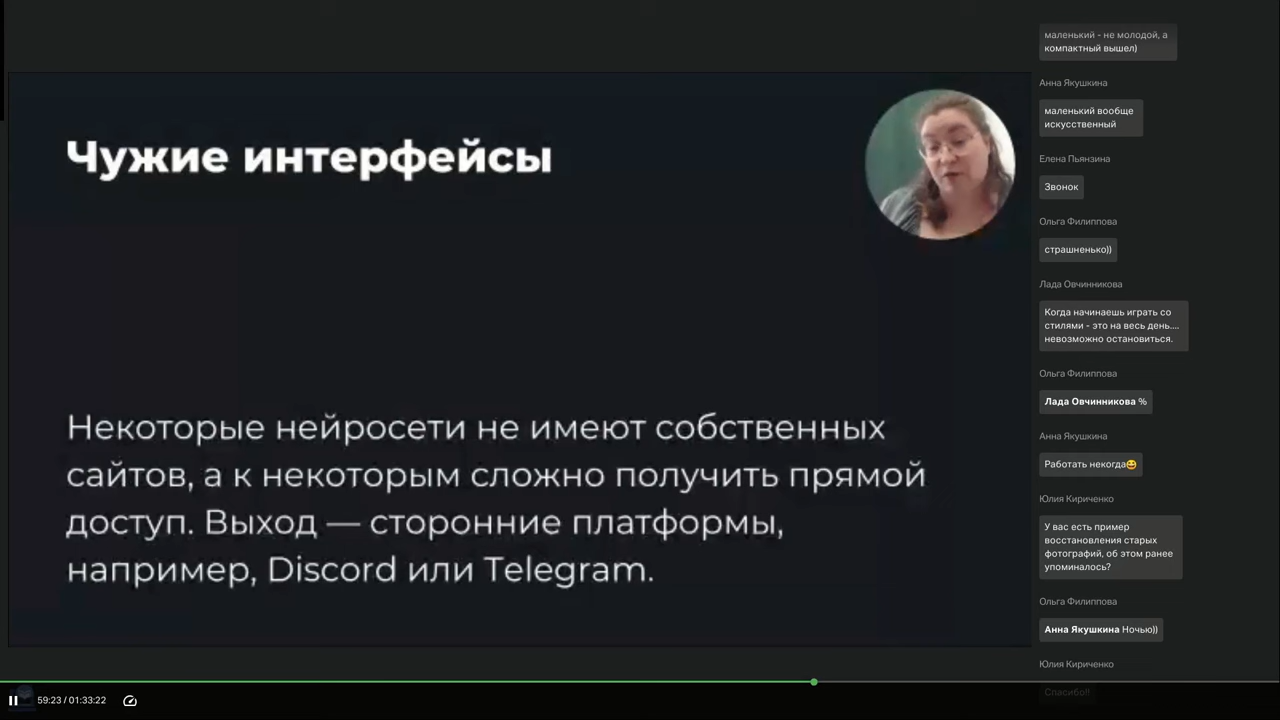 Чужие интерфейсы
Некоторые нейросети не имеют собственных
сайтов, а к некоторым сложно получить прямой
доступ. Выход — сторонние платформы,
например, Discord или Telegram.
маленький - не молодой, а
компактный вышел)
Анна Якушкина
маленький вообще
искусственный
Елена Пьянзина
Звонок
Ольга Филиппова
страшненько))
Лада Овчинникова
Когда начинаешь играть со
стилями - это на весь день....
невозможно остановиться.
Ольга Филиппова
Лада Овчинникова %
Анна Якушкина
Работать некогда😆
Юлия Кириченко
У вас есть пример
восстановления старых
фотографий, об этом ранее
упоминалось?
Ольга Филиппова
Анна Якушкина Ночью))
Юлия Кириченко
Спасибо!!
59:23 / 01:33:22